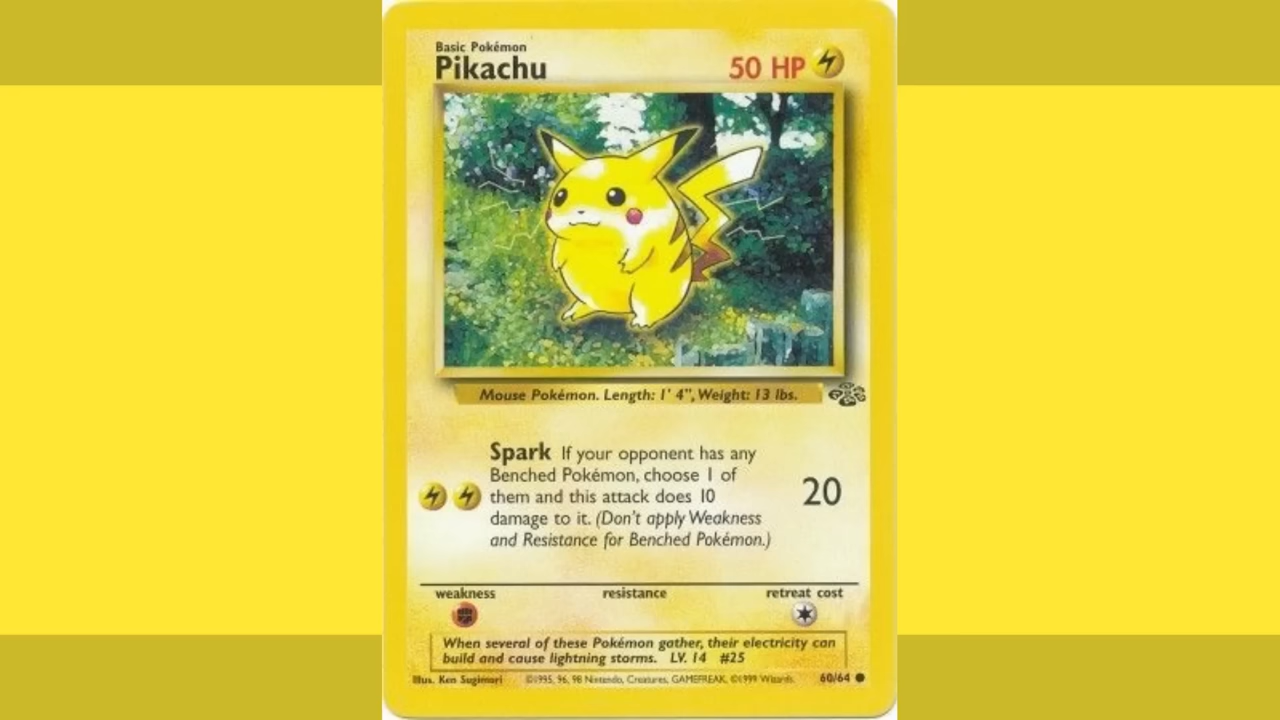 Basic Pokémon
Pikachu
50 HP
Mouse Pokémon. Length: 1' 4", Weight: 13 lbs.
Spark If your opponent has any
Benched Pokémon, choose 1 of
them and this attack does 10
damage to it. (Don't apply Weakness
and Resistance for Benched Pokémon.)
20
weakness resistance retreat cost
When several of these Pokémon gather, their electricity can
build and cause lightning storms. LV. 14 #25
Illus. Ken Sugimori ©1995, 96, 98 Nintendo, Creatures, GAMEFREAK. ©1999 Wizards. 60/64